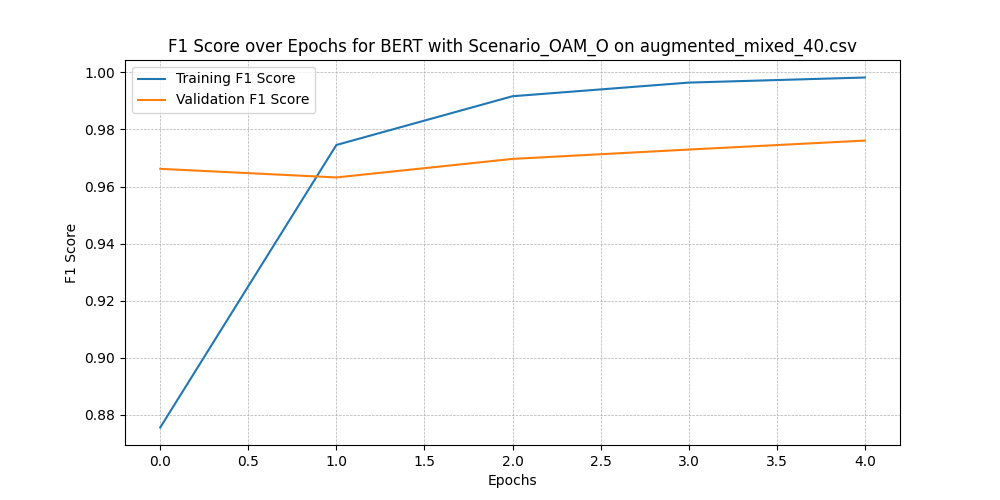 F1 Score over Epochs for BERT with Scenario_OAM_O on augmented_mixed_40.csv
Training F1 Score
Validation F1 Score
F1 Score
1.00
0.98
0.96
0.94
0.92
0.90
0.88
0.0 0.5 1.0 1.5 2.0 2.5 3.0 3.5 4.0
Epochs